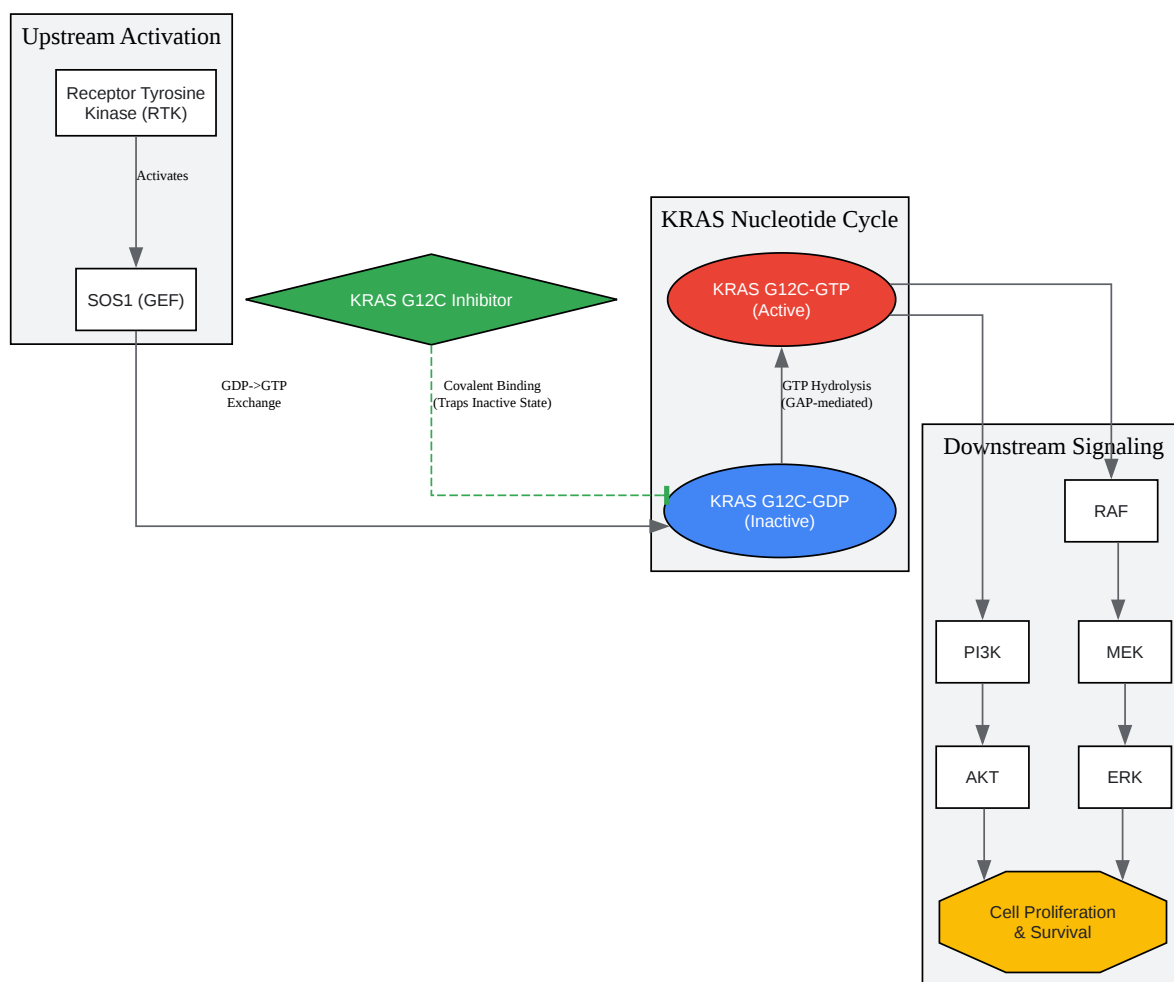 Upstream Activation
Receptor Tyrosine
Kinase (RTK)
Activates
SOS1 (GEF)
KRAS G12C Inhibitor
GDP->GTP
Exchange
Covalent Binding
(Traps Inactive State)
KRAS Nucleotide Cycle
KRAS G12C-GTP
(Active)
GTP Hydrolysis
(GAP-mediated)
KRAS G12C-GDP
(Inactive)
Downstream Signaling
RAF
PI3K
MEK
AKT
ERK
Cell Proliferation
& Survival